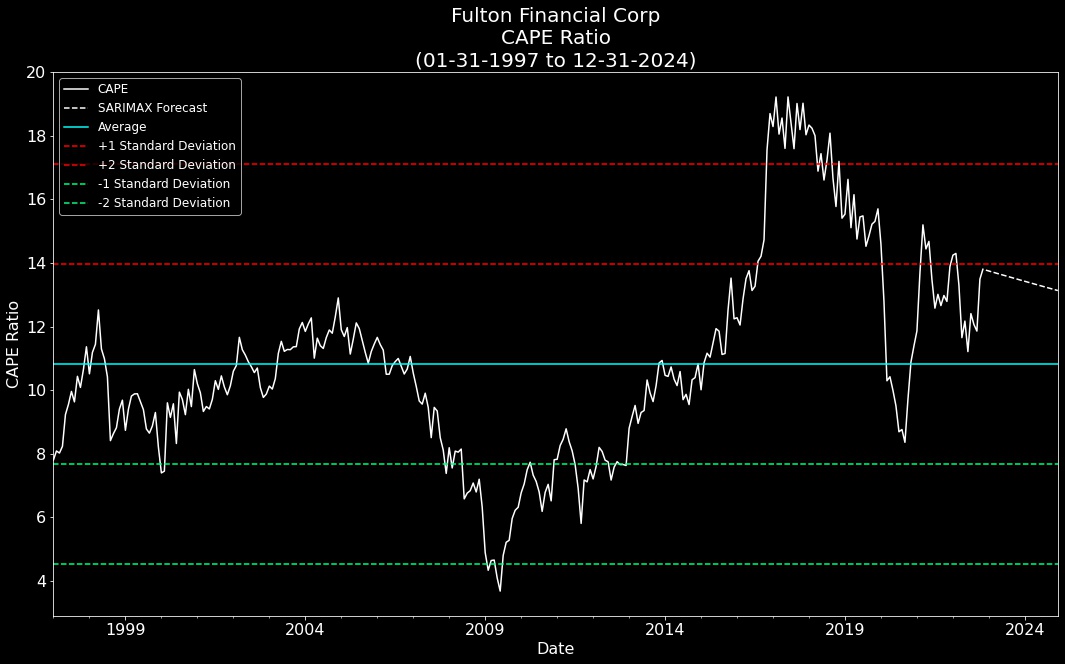 Fulton Financial Corp
CAPE Ratio
(01-31-1997 to 12-31-2024)
CAPE
SARIMAX Forecast
Average
+1 Standard Deviation
+2 Standard Deviation
-1 Standard Deviation
-2 Standard Deviation
20
18
16
14
12
10
8
6
4
CAPE Ratio
1999 2004 2009 2014 2019 2024
Date